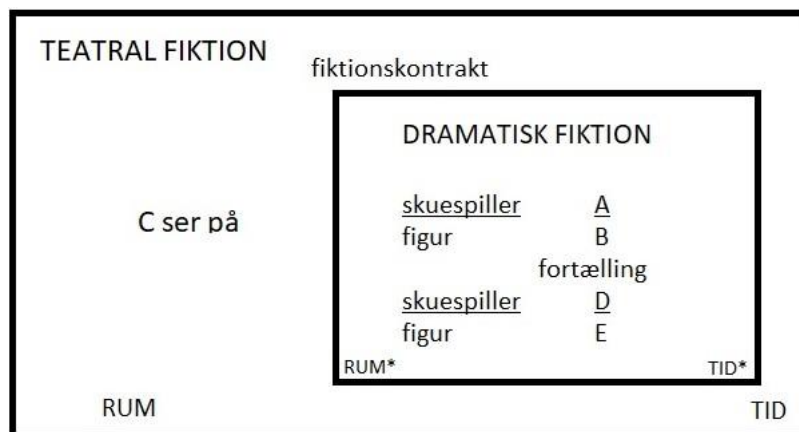 TEATRAL FIKTION
fiktionskontrakt
DRAMATISK FIKTION
C ser på
skuespiller A
figur B
fortælling
skuespiller D
figur E
RUM* TID*
RUM TID